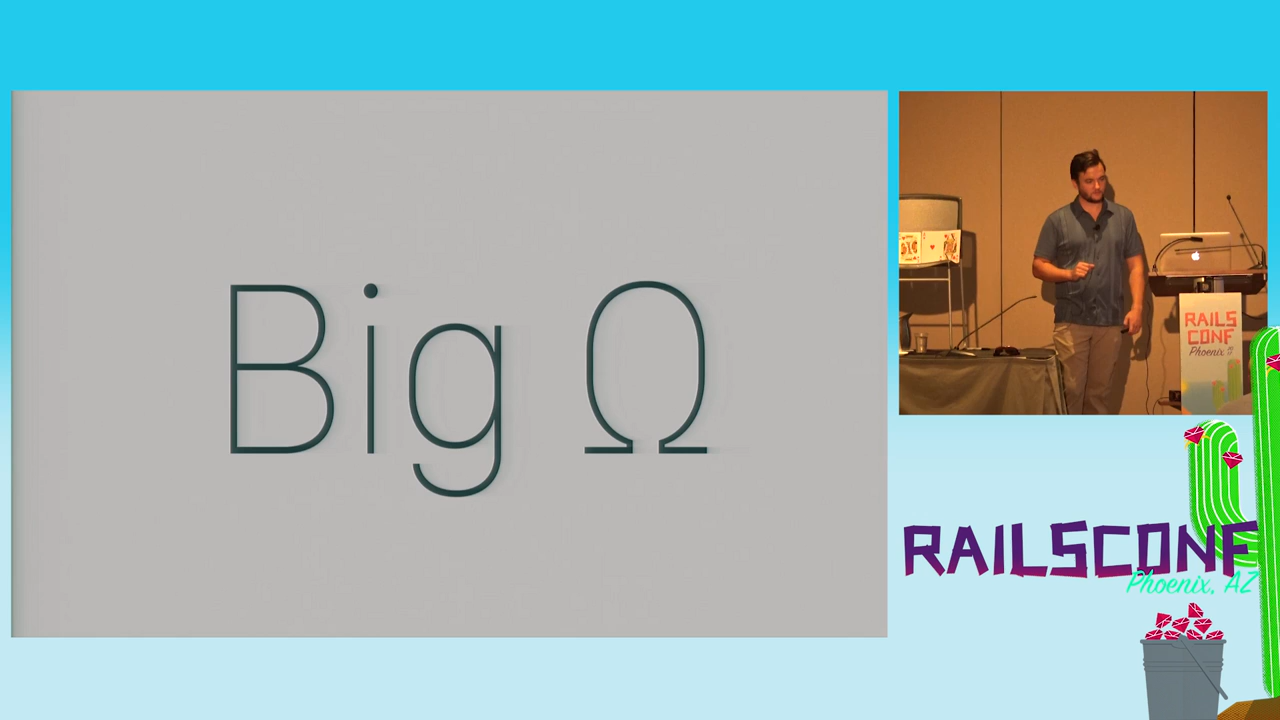 Big Ω
RAILS
CONF
Phoenix
RAILSCONF
Phoenix, AZ